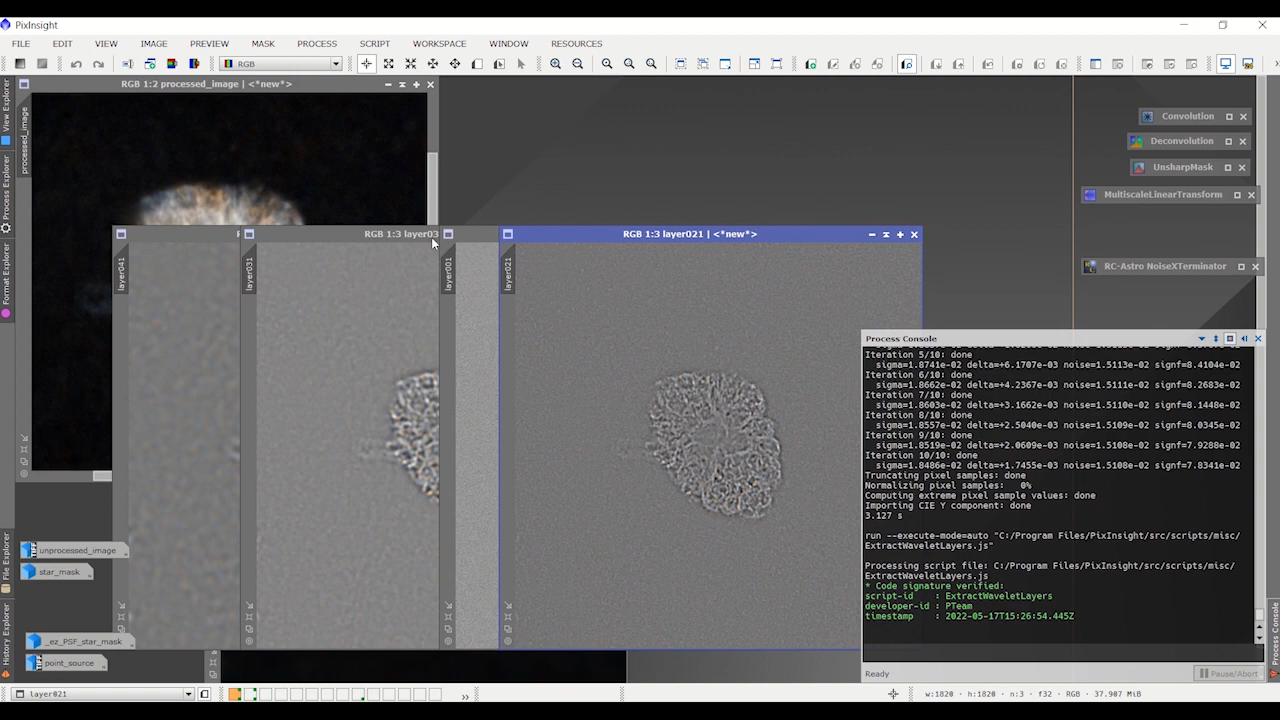 PixInsight
FILE EDIT VIEW IMAGE PREVIEW MASK PROCESS SCRIPT WORKSPACE WINDOW RESOURCES
RGB
RGB 1:2 processed_image | <*new*>
View Explorer
Process Explorer
Format Explorer
File Explorer
History Explorer
processed_image
Convolution
Deconvolution
UnsharpMask
MultiscaleLinearTransform
RC-Astro NoiseXTerminator
RGB 1:3 layer03
RGB 1:3 layer021 | <*new*>
layer041
layer031
layer001
layer021
unprocessed_image
star_mask
_ez_PSF_star_mask
point_source
Process Console
Iteration 5/10: done
sigma=1.8741e-02 delta=+6.1707e-03 noise=1.5113e-02 signf=8.4104e-02
Iteration 6/10: done
sigma=1.8662e-02 delta=+4.2367e-03 noise=1.5111e-02 signf=8.2683e-02
Iteration 7/10: done
sigma=1.8603e-02 delta=+3.1662e-03 noise=1.5110e-02 signf=8.1448e-02
Iteration 8/10: done
sigma=1.8557e-02 delta=+2.5040e-03 noise=1.5109e-02 signf=8.0345e-02
Iteration 9/10: done
sigma=1.8519e-02 delta=+2.0609e-03 noise=1.5108e-02 signf=7.9288e-02
Iteration 10/10: done
sigma=1.8486e-02 delta=+1.7455e-03 noise=1.5108e-02 signf=7.8341e-02
Truncating pixel samples: done
Normalizing pixel samples: 0%
Computing extreme pixel sample values: done
Importing CIE Y component: done
3.127 s
run --execute-mode=auto "C:/Program Files/PixInsight/src/scripts/misc/
ExtractWaveletLayers.js"
Processing script file: C:/Program Files/PixInsight/src/scripts/misc/
ExtractWaveletLayers.js
* Code signature verified:
script-id : ExtractWaveletLayers
developer-id : PTeam
timestamp : 2022-05-17T15:26:54.445Z
Ready
Pause/Abort
Process Console
layer021
w:1820 · h:1820 · n:3 · f32 · RGB · 37.907 MiB